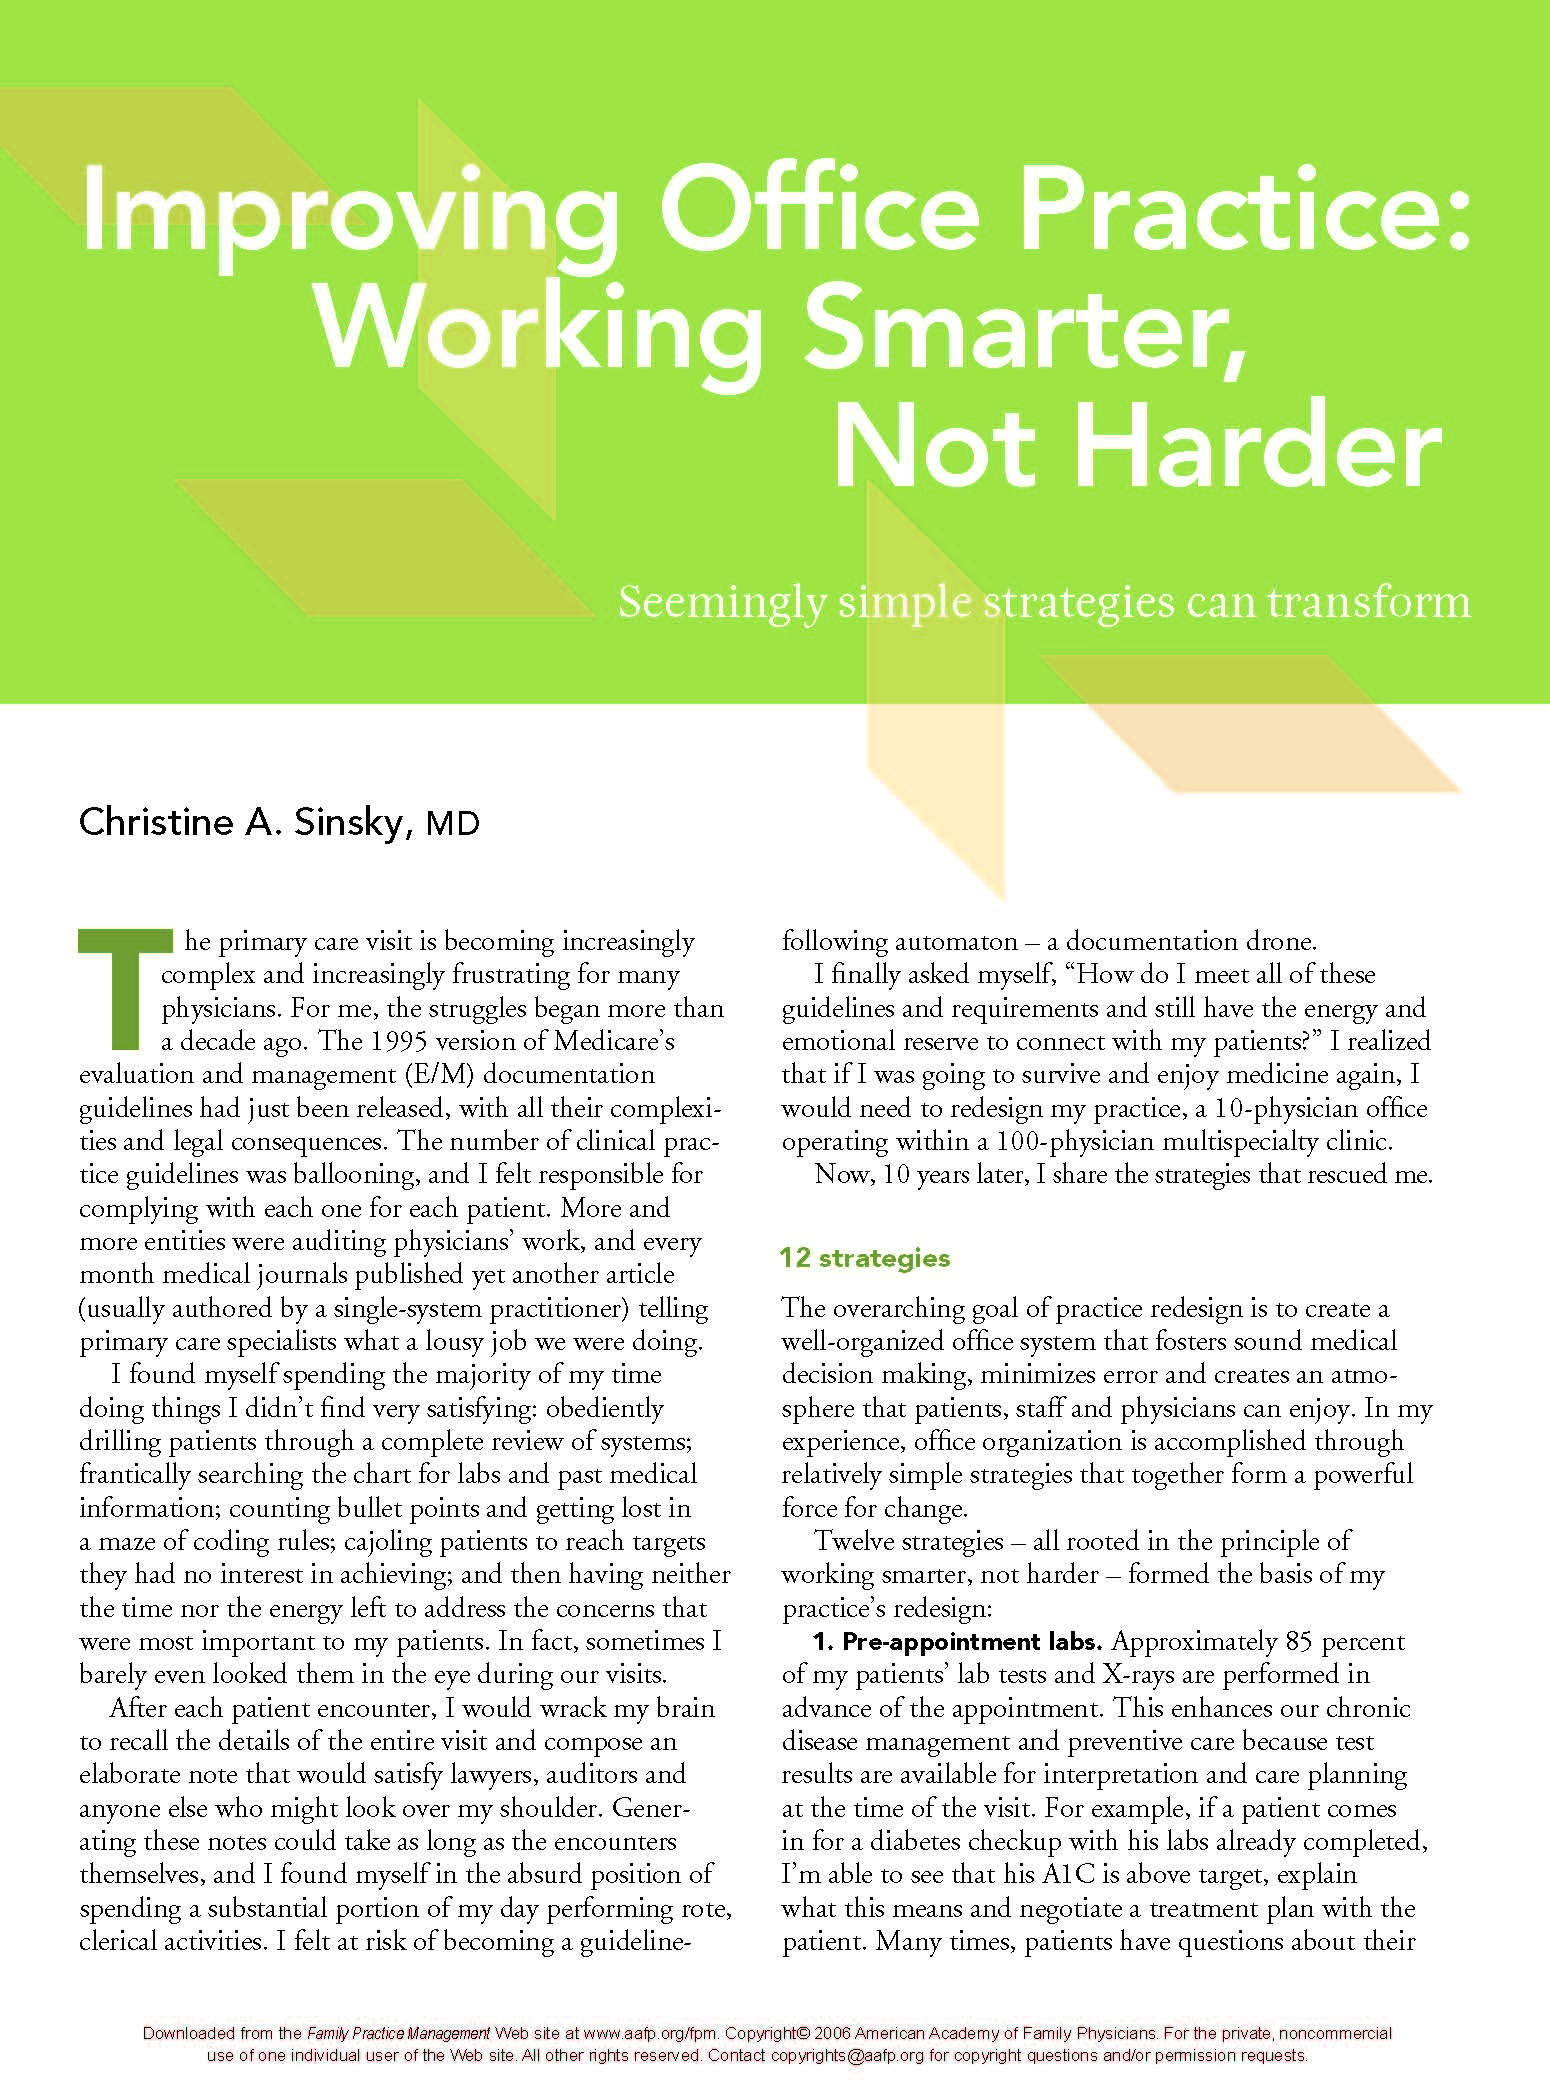 Improving Office Practice:
Working Smarter,
Not Harder
Seemingly simple strategies can transform
Christine A. Sinsky, MD
The primary care visit is becoming increasingly
complex and increasingly frustrating for many
physicians. For me, the struggles began more than
a decade ago. The 1995 version of Medicare's
evaluation and management (E/M) documentation
guidelines had just been released, with all their complexi-
ties and legal consequences. The number of clinical prac-
tice guidelines was ballooning, and I felt responsible for
complying with each one for each patient. More and
more entities were auditing physicians' work, and every
month medical journals published yet another article
(usually authored by a single-system practitioner) telling
primary care specialists what a lousy job we were doing.
I found myself spending the majority of my time
doing things I didn't find very satisfying: obediently
drilling patients through a complete review of systems;
frantically searching the chart for labs and past medical
information; counting bullet points and getting lost in
a maze of coding rules; cajoling patients to reach targets
they had no interest in achieving; and then having neither
the time nor the energy left to address the concerns that
were most important to my patients. In fact, sometimes I
barely even looked them in the eye during our visits.
After each patient encounter, I would wrack my brain
to recall the details of the entire visit and compose an
elaborate note that would satisfy lawyers, auditors and
anyone else who might look over my shoulder. Gener-
ating these notes could take as long as the encounters
themselves, and I found myself in the absurd position of
spending a substantial portion of my day performing rote,
clerical activities. I felt at risk of becoming a guideline-
following automaton – a documentation drone.
I finally asked myself, “How do I meet all of these
guidelines and requirements and still have the energy and
emotional reserve to connect with my patients?” I realized
that if I was going to survive and enjoy medicine again, I
would need to redesign my practice, a 10-physician office
operating within a 100-physician multispecialty clinic.
Now, 10 years later, I share the strategies that rescued me.
12 strategies
The overarching goal of practice redesign is to create a
well-organized office system that fosters sound medical
decision making, minimizes error and creates an atmo-
sphere that patients, staff and physicians can enjoy. In my
experience, office organization is accomplished through
relatively simple strategies that together form a powerful
force for change.
Twelve strategies – all rooted in the principle of
working smarter, not harder – formed the basis of my
practice's redesign:
1. Pre-appointment labs. Approximately 85 percent
of my patients' lab tests and X-rays are performed in
advance of the appointment. This enhances our chronic
disease management and preventive care because test
results are available for interpretation and care planning
at the time of the visit. For example, if a patient comes
in for a diabetes checkup with his labs already completed,
I'm able to see that his A1C is above target, explain
what this means and negotiate a treatment plan with the
patient. Many times, patients have questions about their
Downloaded from the Family Practice Management Web site at www.aafp.org/fpm. Copyright© 2006 American Academy of Family Physicians. For the private, noncommercial
use of one individual user of the Web site. All other rights reserved. Contact copyrights@aafp.org for copyright questions and/or permission requests.